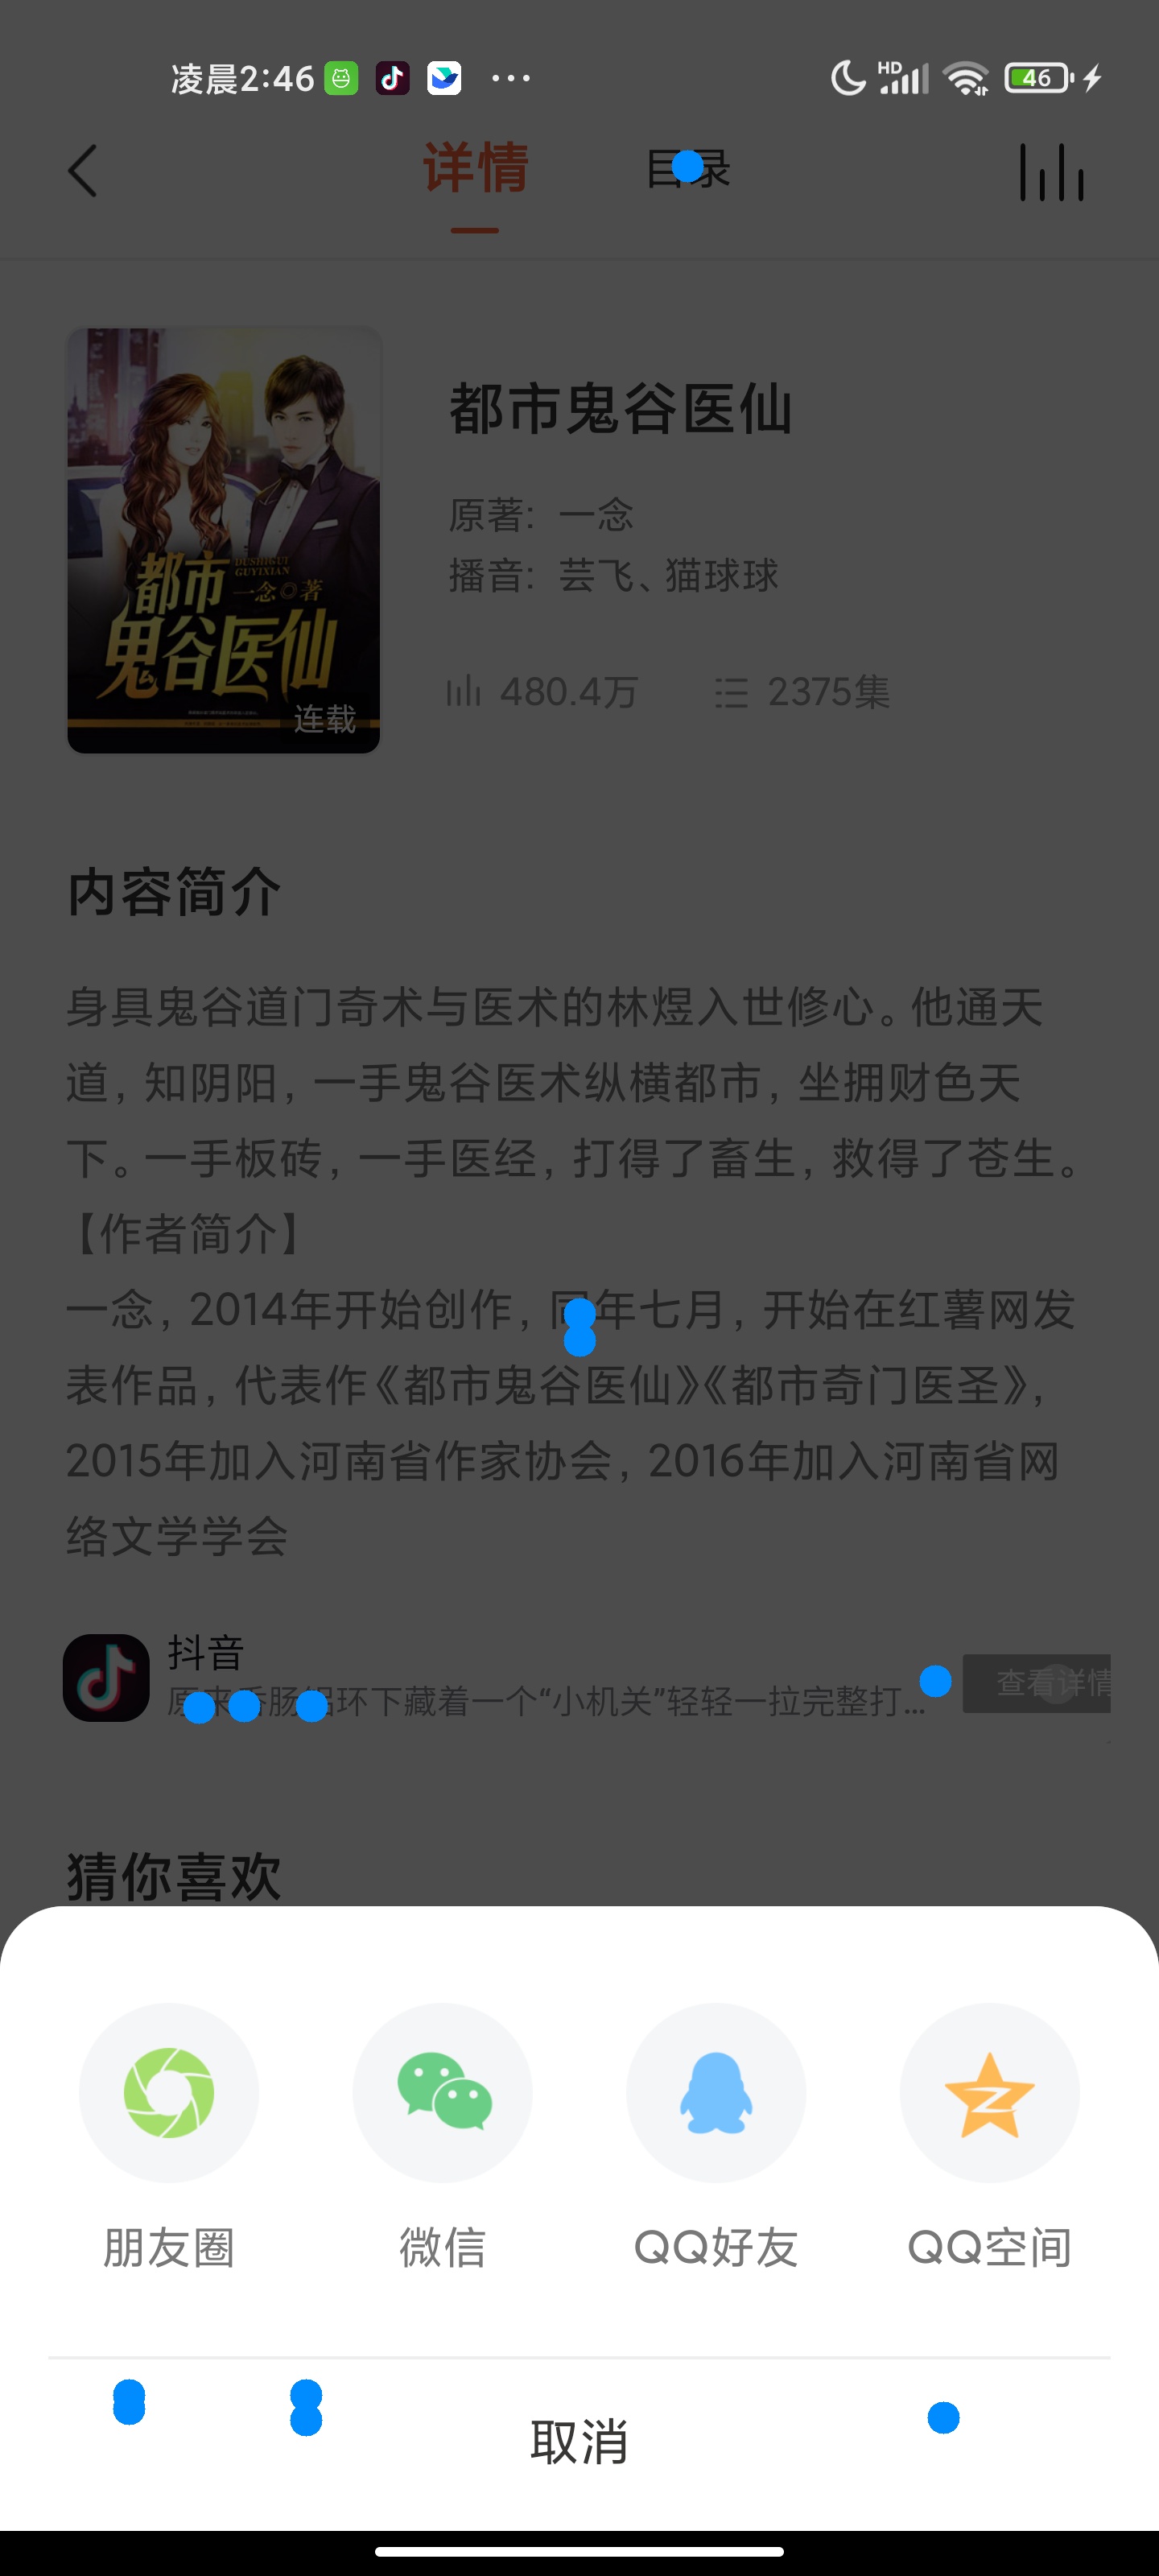 凌晨2:46 ... HD 46
详情 目录
都市鬼谷医仙
原著：一念
播音：芸飞、猫球球
480.4万 2375集
都市
DUSHIGUI
GUYIXIAN
一念◎著
鬼谷医仙
连载
内容简介
身具鬼谷道门奇术与医术的林煜入世修心。他通天
道，知阴阳，一手鬼谷医术纵横都市，坐拥财色天
下。一手板砖，一手医经，打得了畜生，救得了苍生。
【作者简介】
一念，2014年开始创作，同年七月，开始在红薯网发
表作品，代表作《都市鬼谷医仙》《都市奇门医圣》，
2015年加入河南省作家协会，2016年加入河南省网
络文学学会
抖音
原来香肠铝环下藏着一个“小机关”轻轻一拉完整打...
查看详情
猜你喜欢
朋友圈 微信 QQ好友 QQ空间
取消